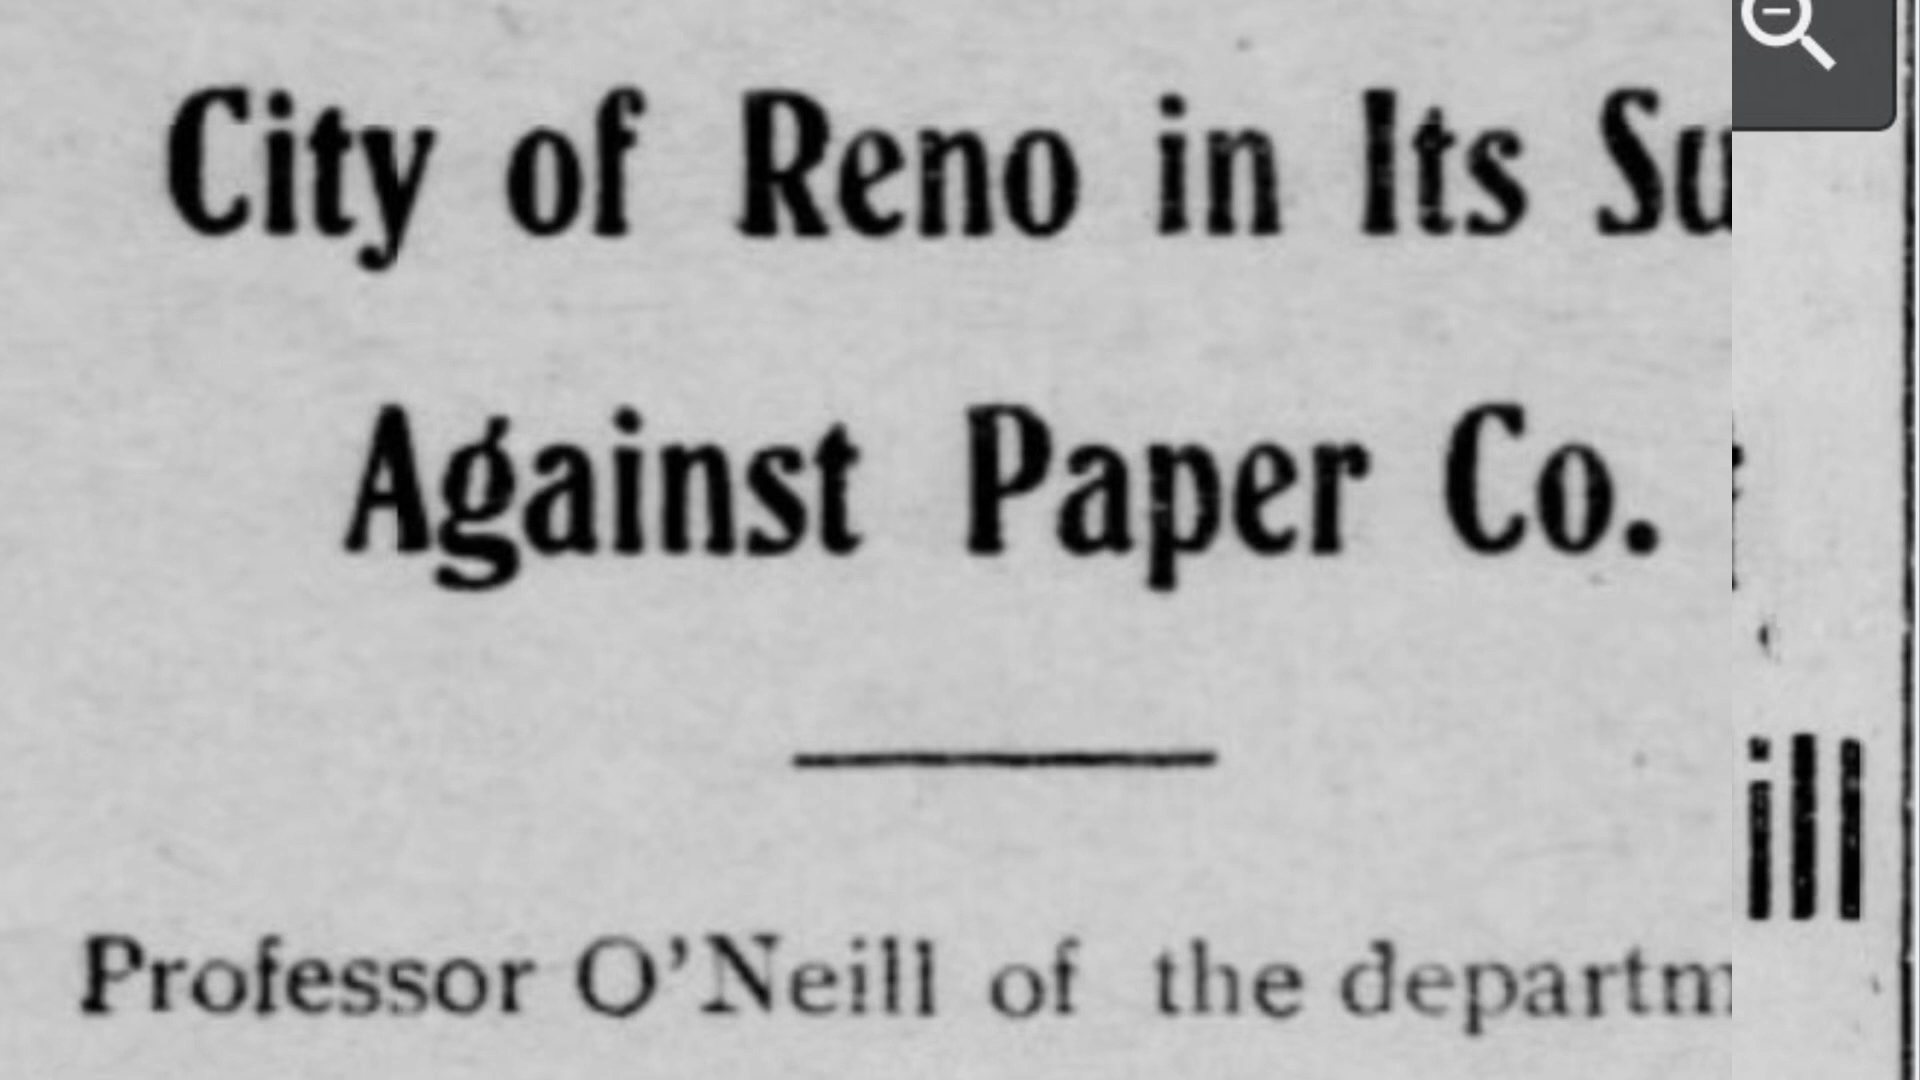 City of Reno in Its Su
Against Paper Co.
Professor O'Neill of the departm
ill